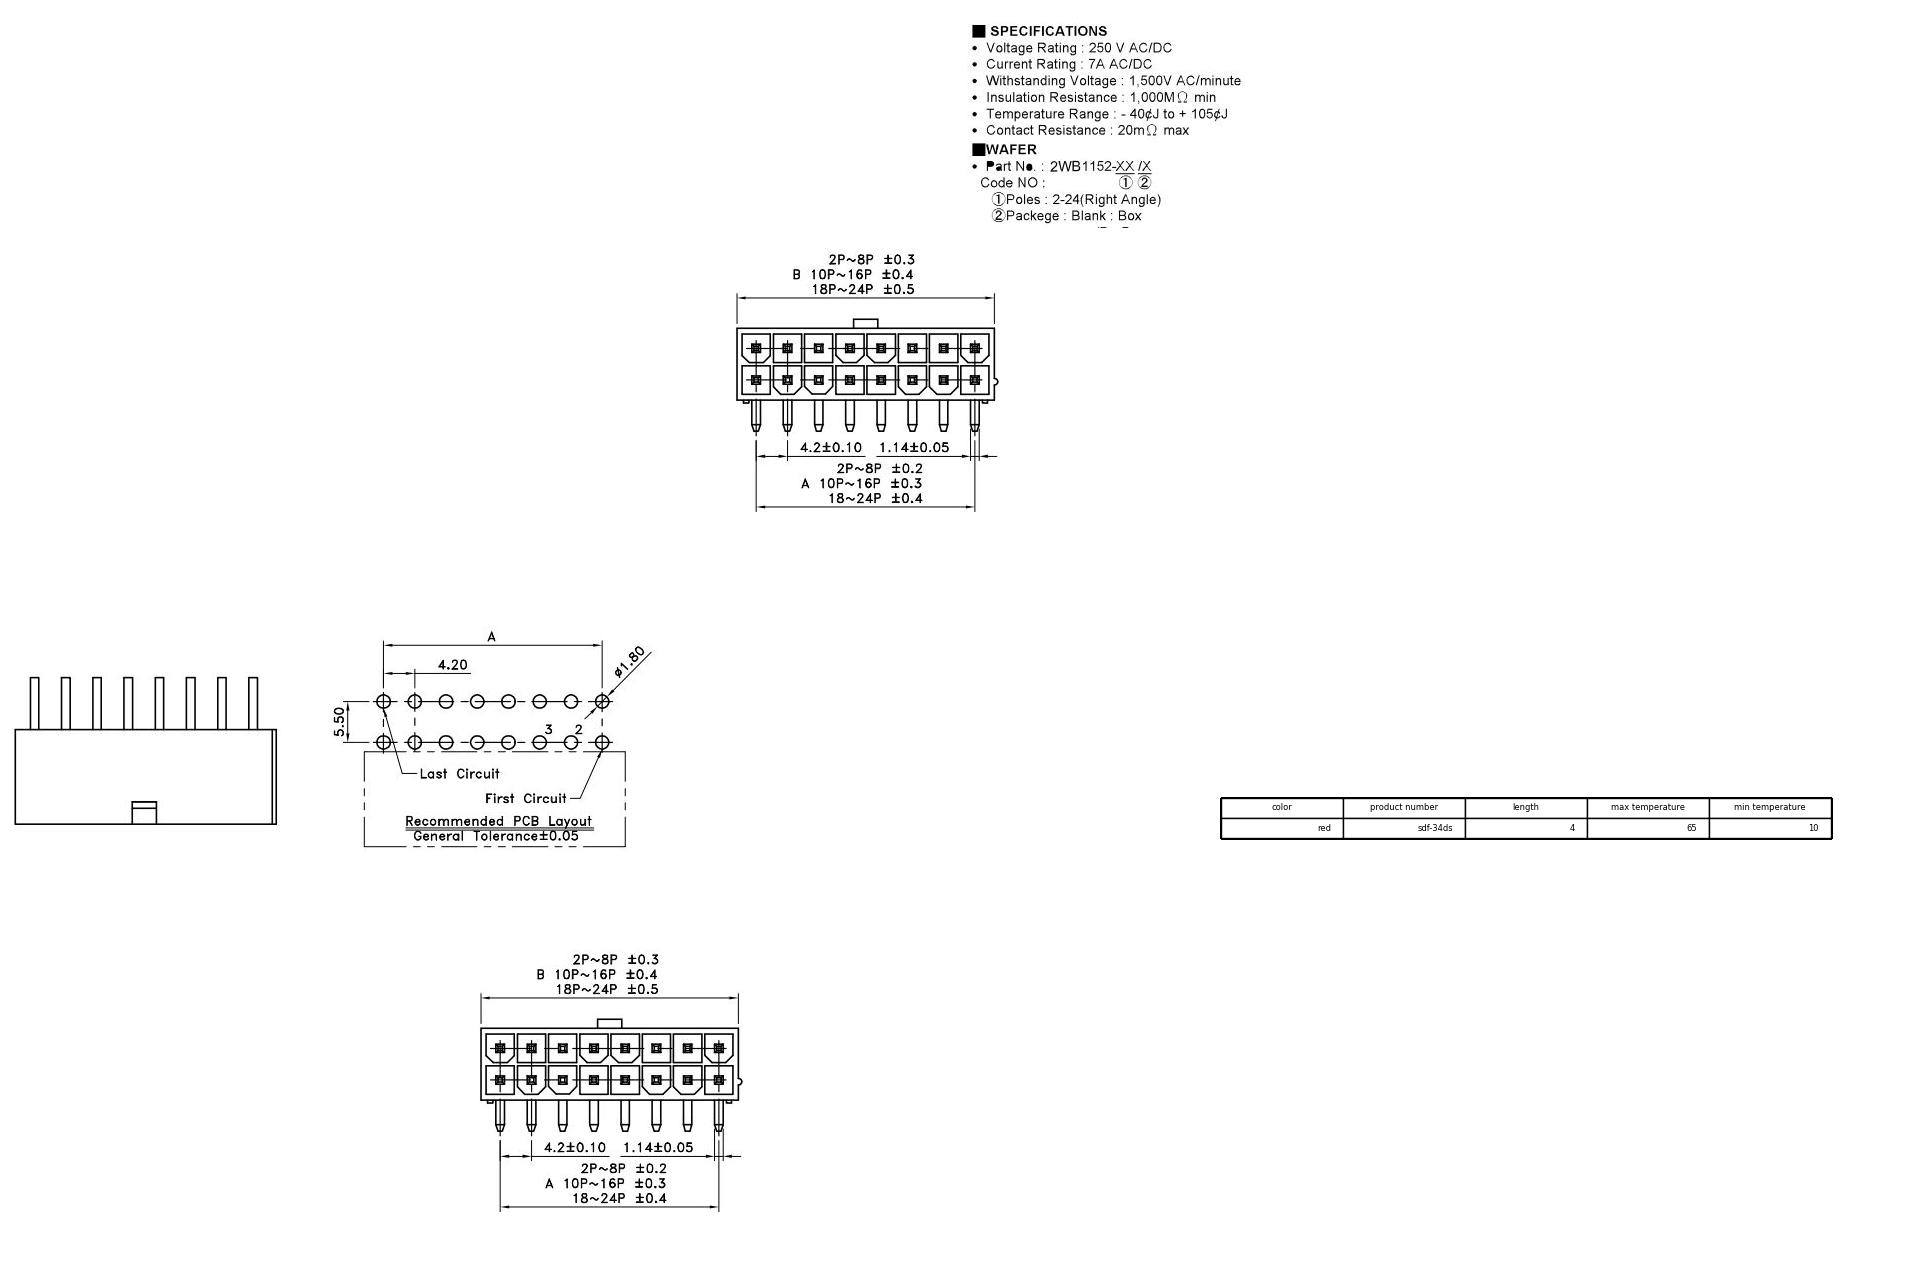 ■ SPECIFICATIONS
• Voltage Rating : 250 V AC/DC
• Current Rating : 7A AC/DC
• Withstanding Voltage : 1,500V AC/minute
• Insulation Resistance : 1,000MΩ min
• Temperature Range : - 40¢J to + 105¢J
• Contact Resistance : 20mΩ max
■WAFER
• Part No. : 2WB1152-XX /X
Code NO : ① ②
①Poles : 2-24(Right Angle)
②Packege : Blank : Box
2P~8P ±0.3
B 10P~16P ±0.4
18P~24P ±0.5
4.2±0.10 1.14±0.05
2P~8P ±0.2
A 10P~16P ±0.3
18~24P ±0.4
A
4.20
ø1.80
5.50
3 2
Last Circuit
First Circuit
Recommended PCB Layout
General Tolerance±0.05
color product number length max temperature min temperature
red sdf-34ds 4 65 10
2P~8P ±0.3
B 10P~16P ±0.4
18P~24P ±0.5
4.2±0.10 1.14±0.05
2P~8P ±0.2
A 10P~16P ±0.3
18~24P ±0.4